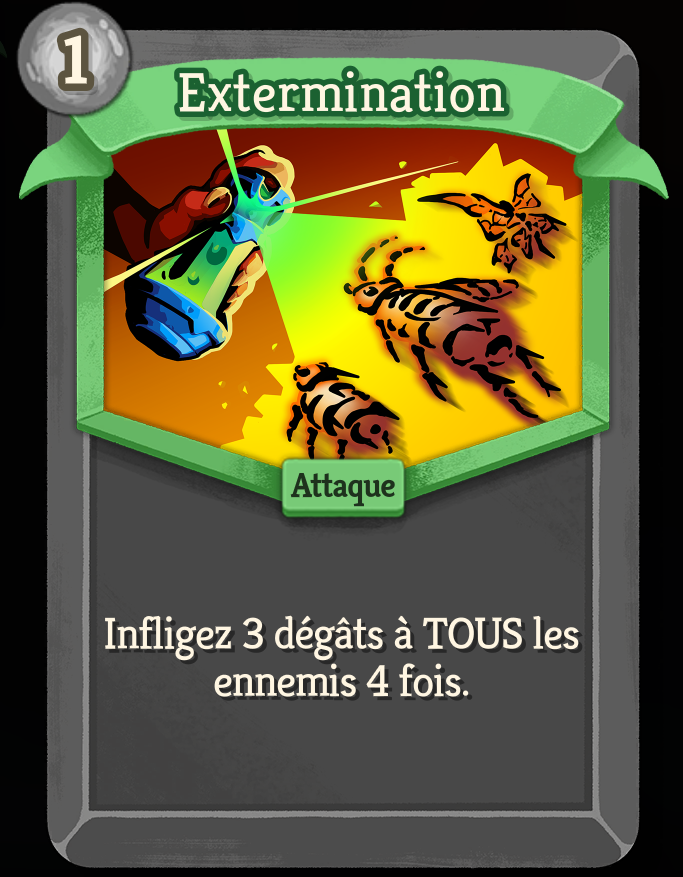 1
Extermination
Attaque
Infligez 3 dégâts à TOUS les
ennemis 4 fois.